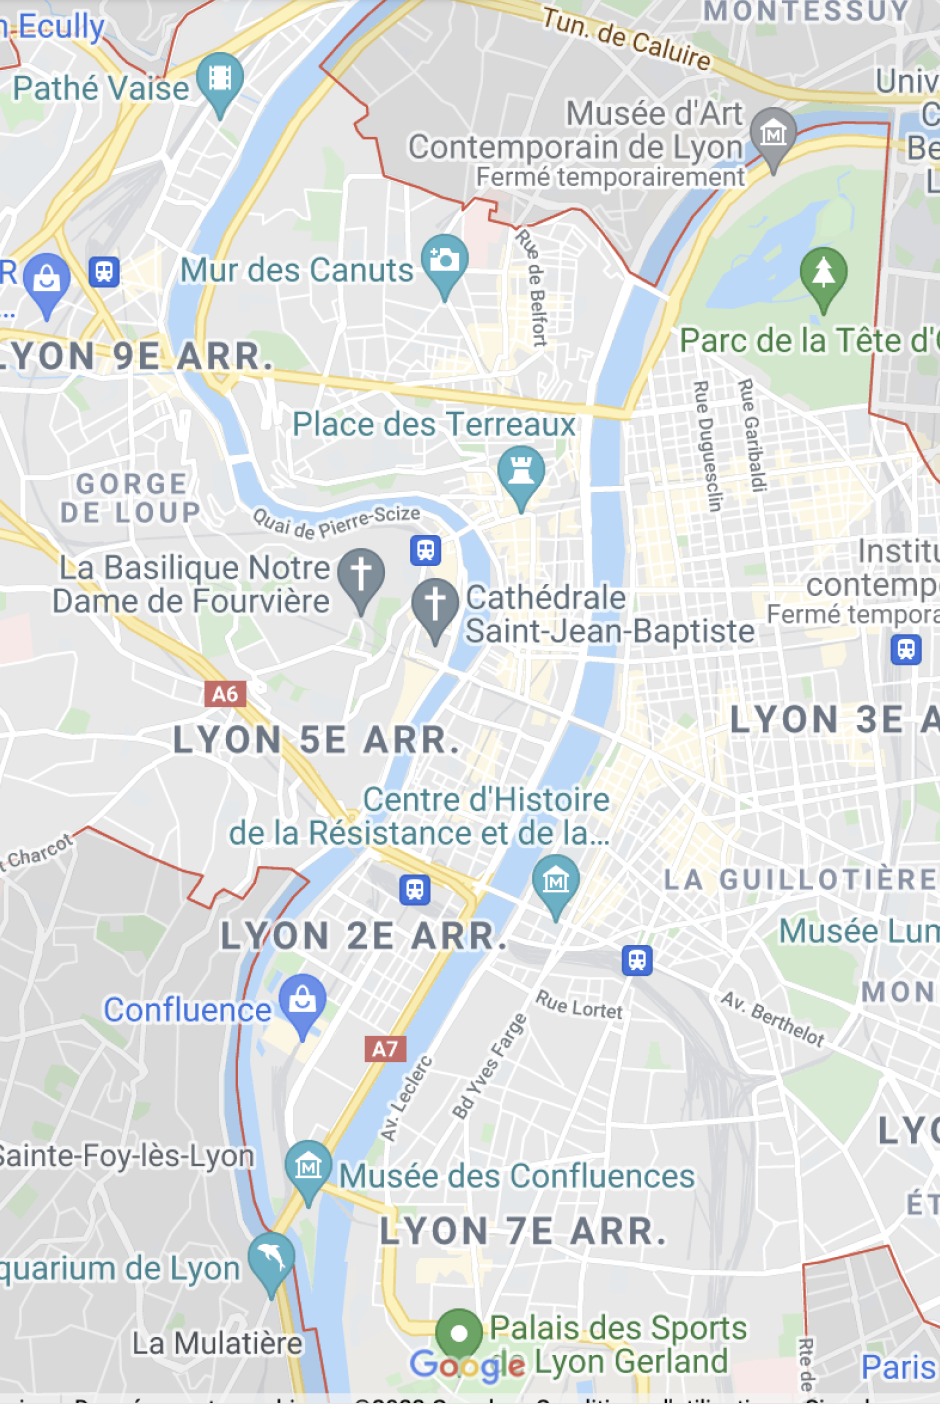 MONTESSUY
n Ecully
Tun. de Caluire
Pathé Vaise
Univ
C
Be
L
Musée d'Art
Contemporain de Lyon
Fermé temporairement
Rue de Belfort
Mur des Canuts
R
...
Parc de la Tête d'
LYON 9E ARR.
Rue Duguesclin
Rue Garibaldi
Place des Terreaux
GORGE
DE LOUP
Quai de Pierre-Scize
La Basilique Notre
Dame de Fourvière
Cathédrale
Saint-Jean-Baptiste
Institu
contemp
Fermé tempora
A6
LYON 5E ARR.
LYON 3E A
Centre d'Histoire
de la Résistance et de la...
t Charcot
LA GUILLOTIÈRE
LYON 2E ARR.
Musée Lum
Confluence
Rue Lortet
Av. Berthelot
MON
A7
Av. Leclerc
Bd Yves Farge
LYO
Sainte-Foy-lès-Lyon
Musée des Confluences
ÉT
LYON 7E ARR.
quarium de Lyon
La Mulatière
Palais des Sports
de Lyon Gerland
Google
Rte de
Paris